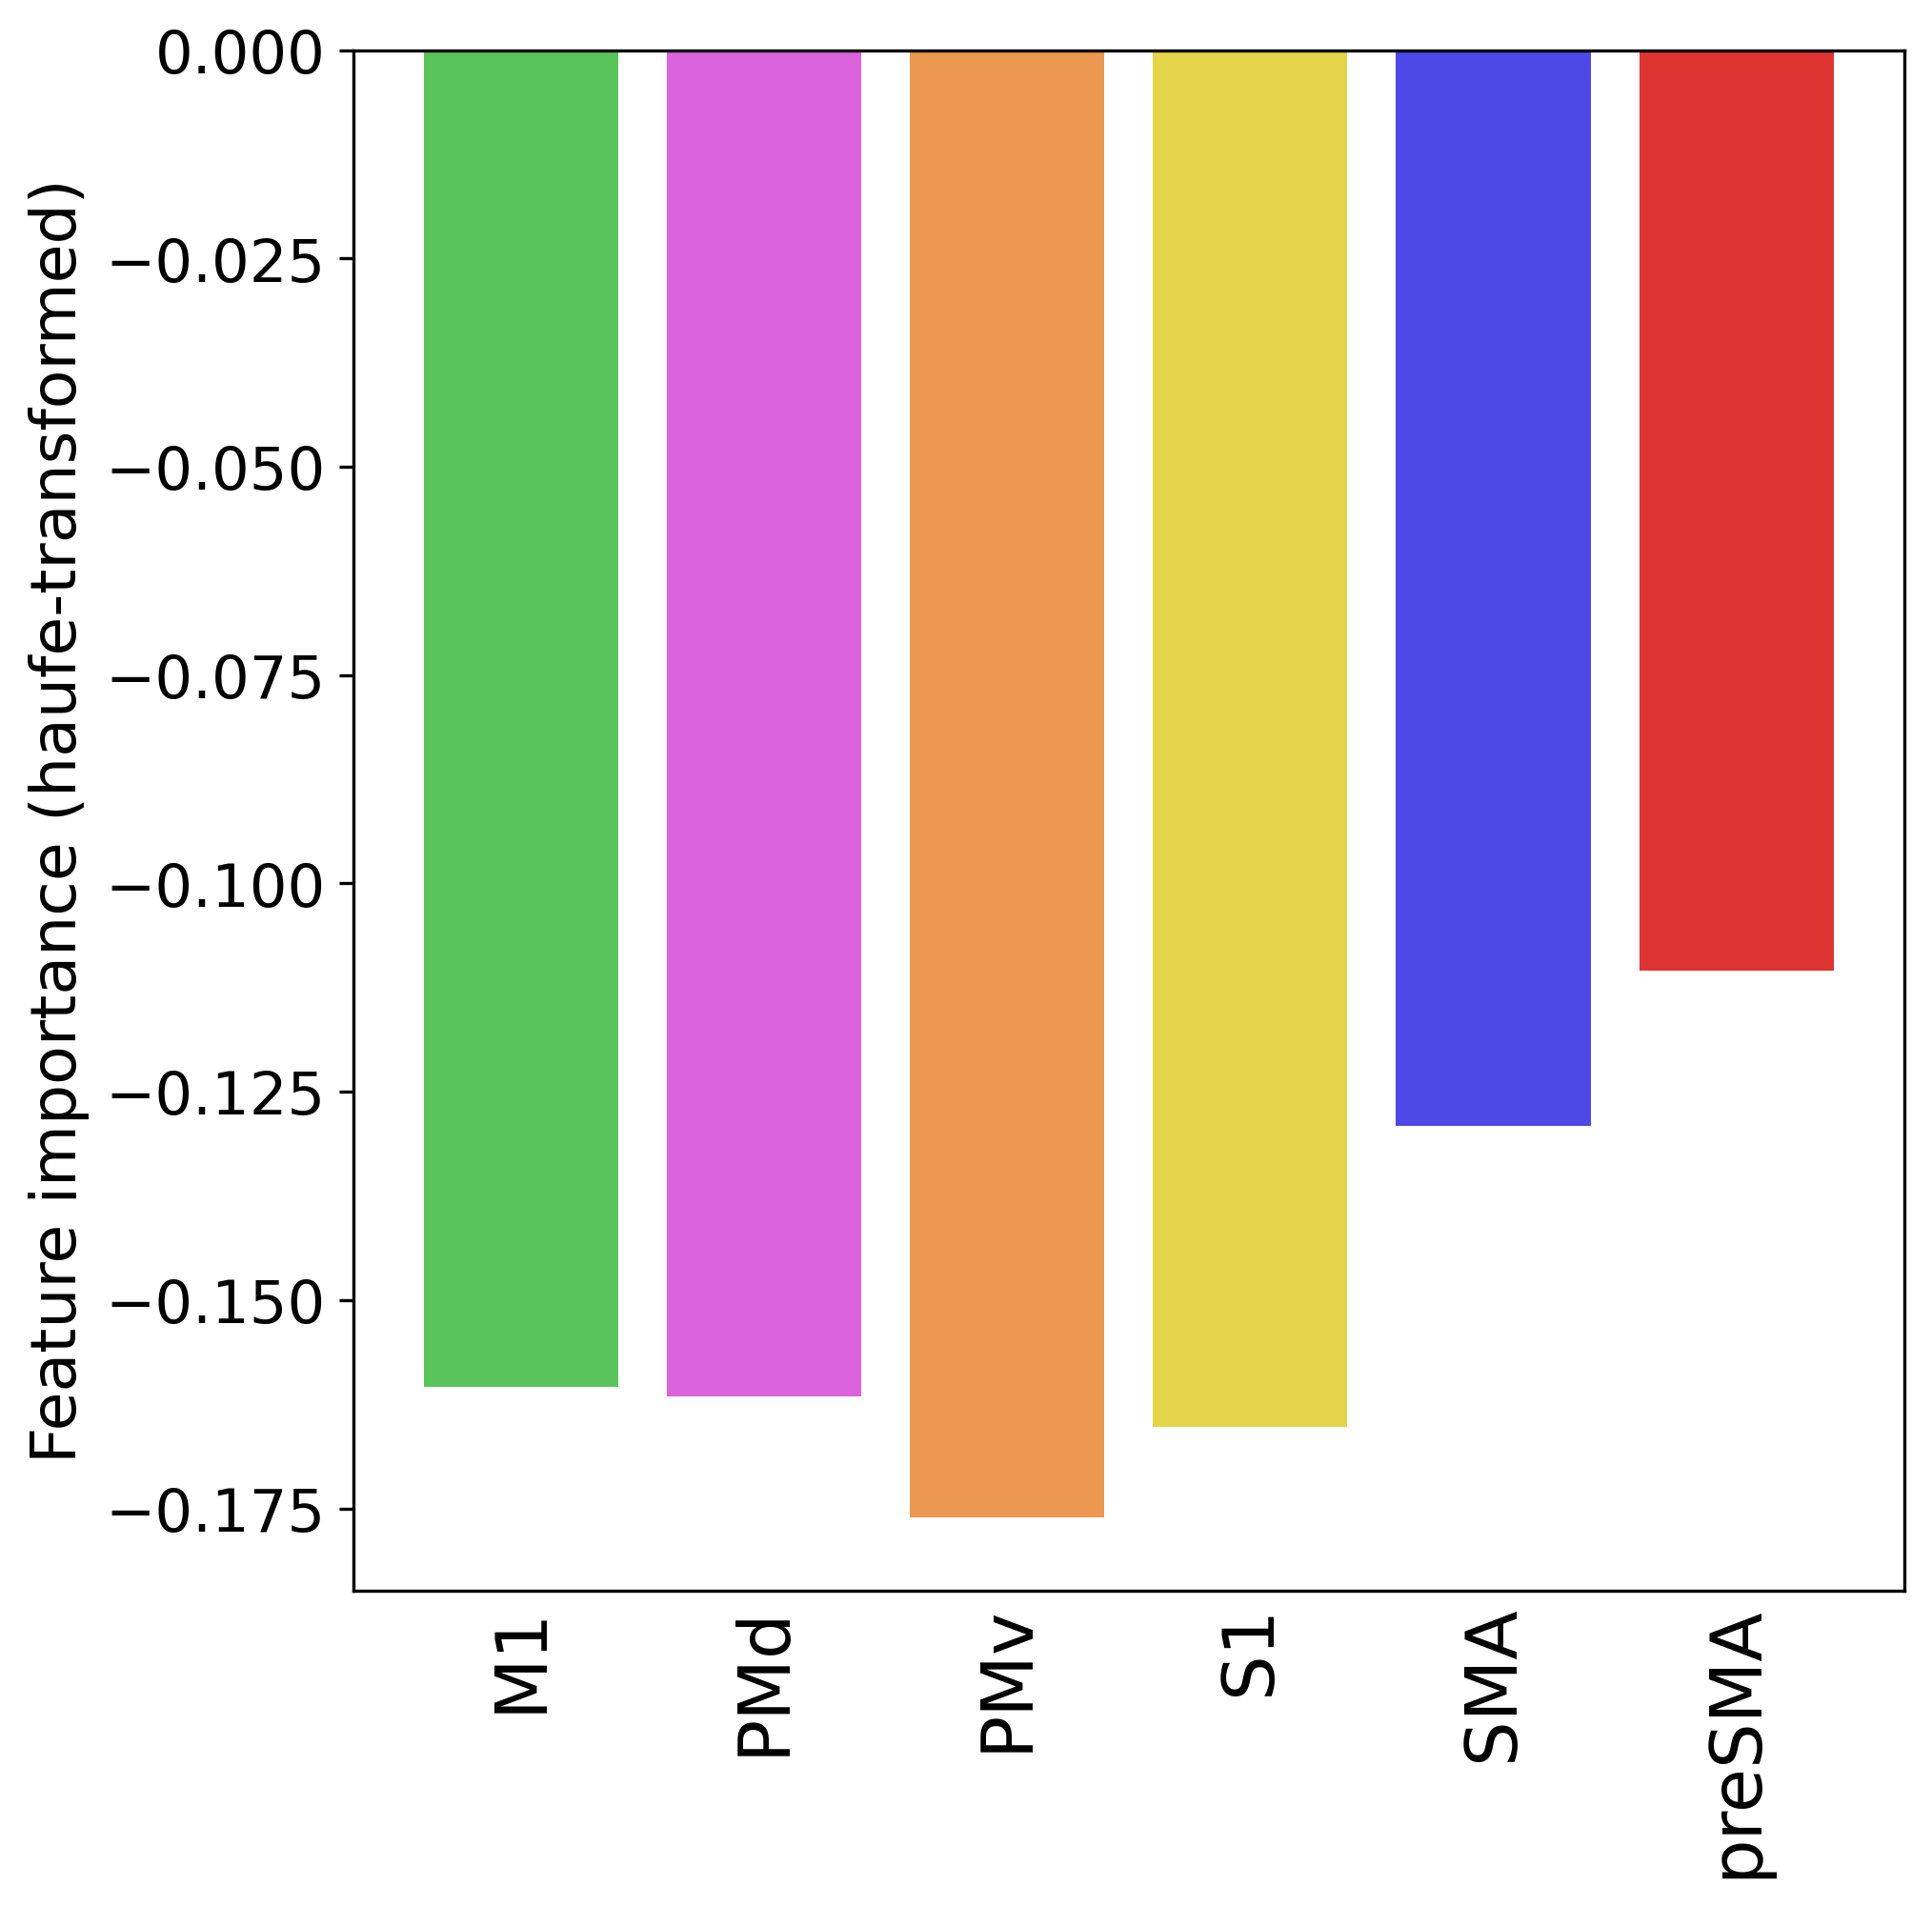 0.000
−0.025
−0.050
−0.075
−0.100
−0.125
−0.150
−0.175
Feature importance (haufe-transformed)
M1
PMd
PMv
S1
SMA
preSMA